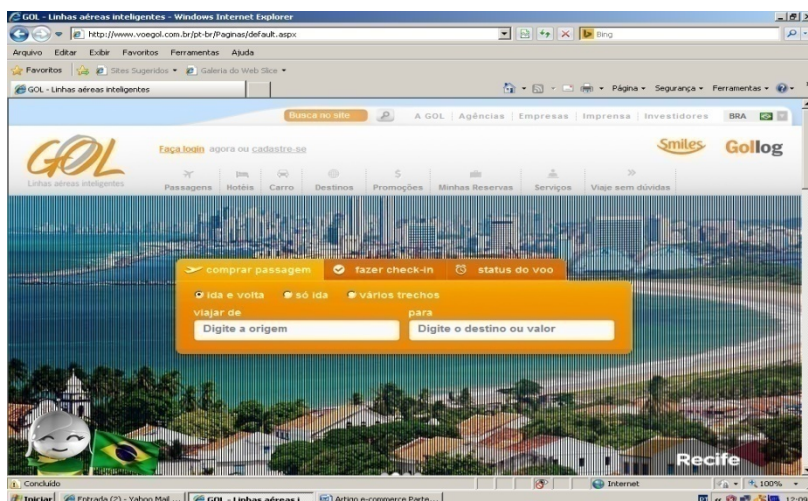 GOL - Linhas aéreas inteligentes - Windows Internet Explorer
http://www.voegol.com.br/pt-br/Paginas/default.aspx
Bing
Arquivo Editar Exibir Favoritos Ferramentas Ajuda
Favoritos Sites Sugeridos Galeria do Web Slice
GOL - Linhas aéreas inteligentes Página Segurança Ferramentas
Busca no site A GOL Agências Empresas Imprensa Investidores BRA
GOL Linhas aéreas inteligentes
Faça login agora ou cadastre-se
Smiles Gollog
Passagens Hotéis Carro Destinos Promoções Minhas Reservas Serviços Viaje sem dúvidas
comprar passagem fazer check-in status do voo
ida e volta só ida vários trechos
viajar de para
Digite a origem Digite o destino ou valor
Recife
Concluído Internet 100%
Iniciar Entrada (2) - Yahoo Mail ... GOL - Linhas aéreas i... Artigo e-commerce Parte... 12:09